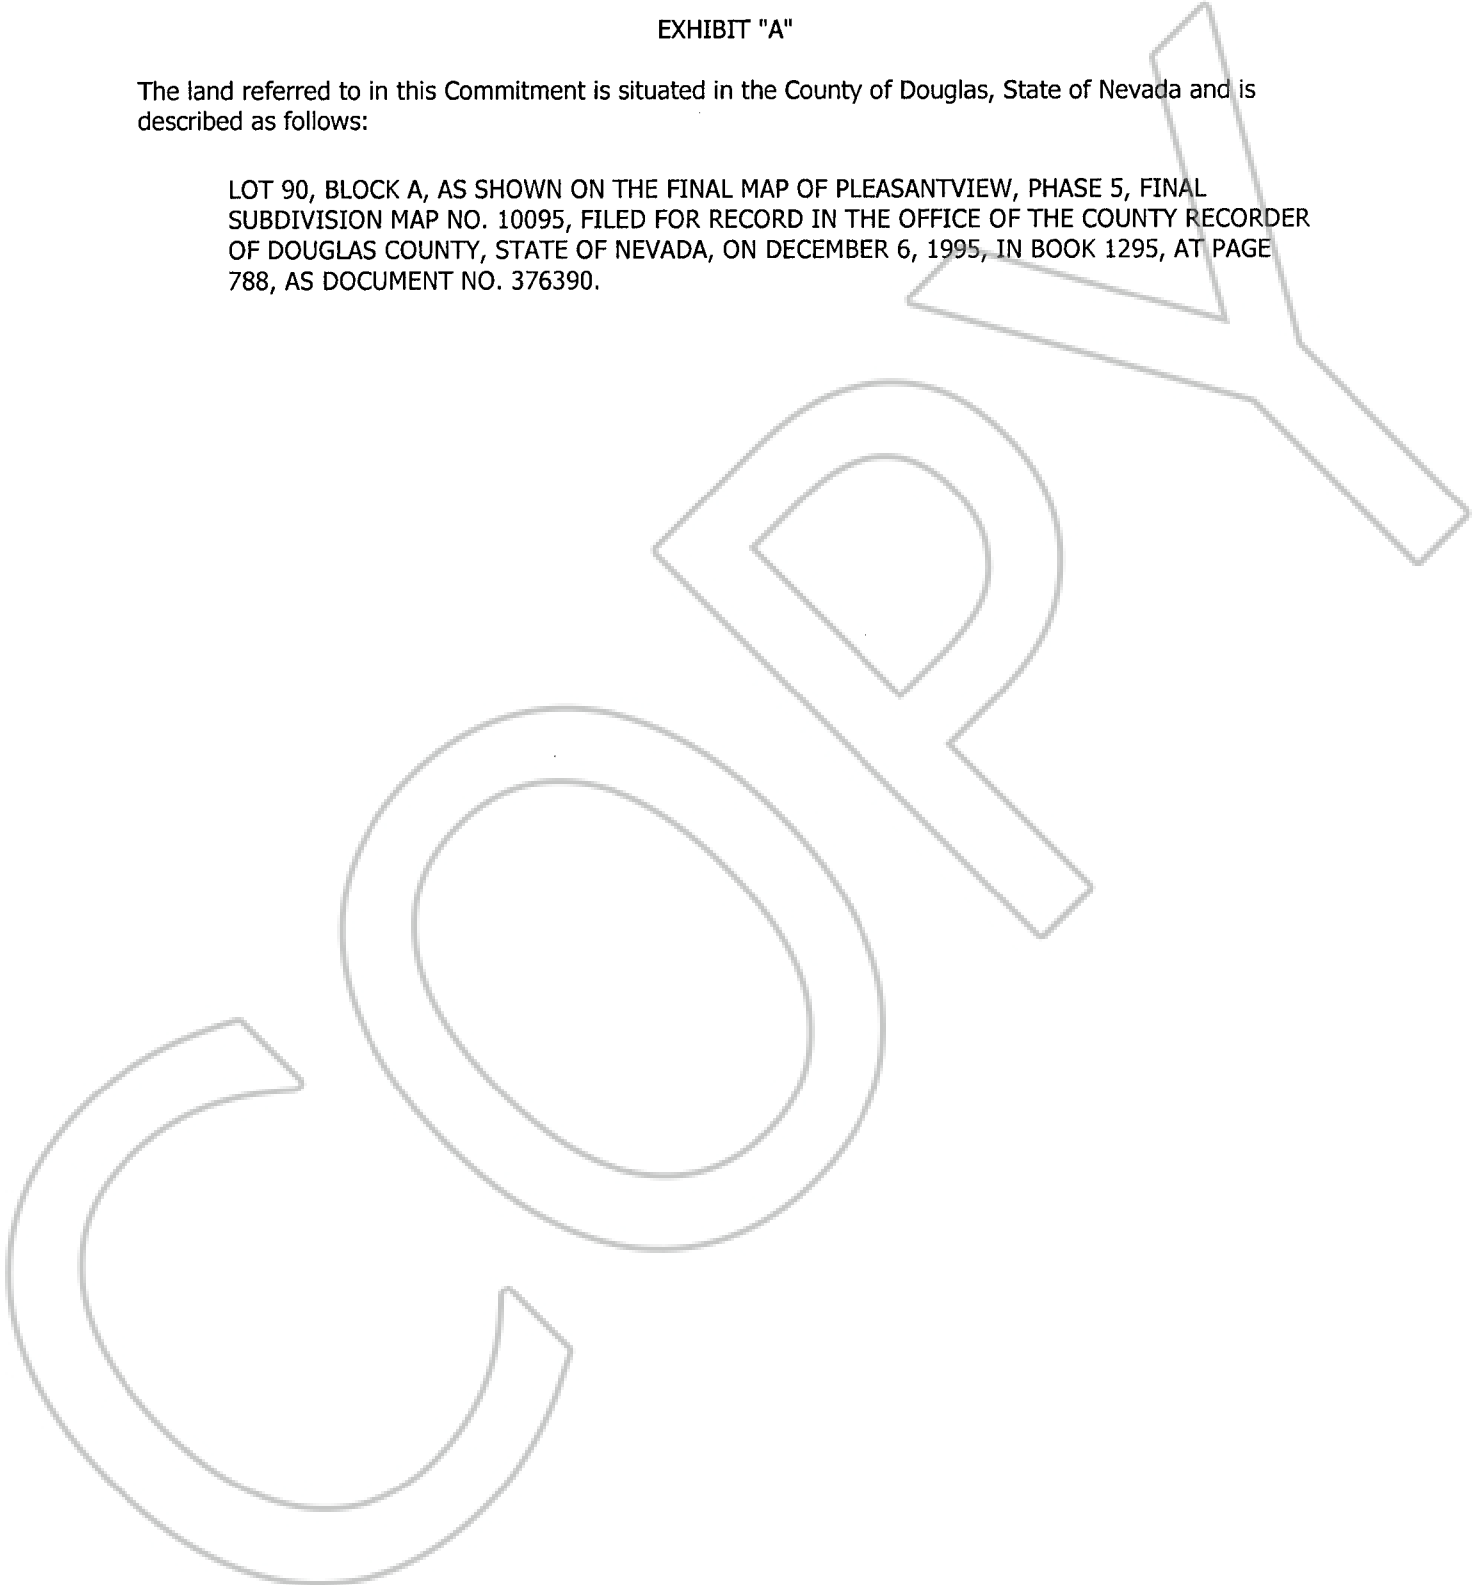 EXHIBIT "A"
The land referred to in this Commitment is situated in the County of Douglas, State of Nevada and is
described as follows:
LOT 90, BLOCK A, AS SHOWN ON THE FINAL MAP OF PLEASANTVIEW, PHASE 5, FINAL
SUBDIVISION MAP NO. 10095, FILED FOR RECORD IN THE OFFICE OF THE COUNTY RECORDER
OF DOUGLAS COUNTY, STATE OF NEVADA, ON DECEMBER 6, 1995, IN BOOK 1295, AT PAGE
788, AS DOCUMENT NO. 376390.
COPY